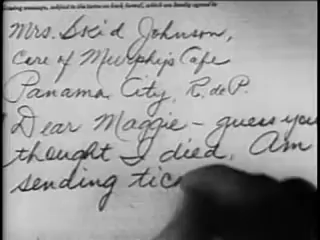 Mrs. Skid Johnson,
Care of Murphy's Cafe
Panama City, R. de P.
Dear Maggie – guess you
thought I died. Am
sending tic